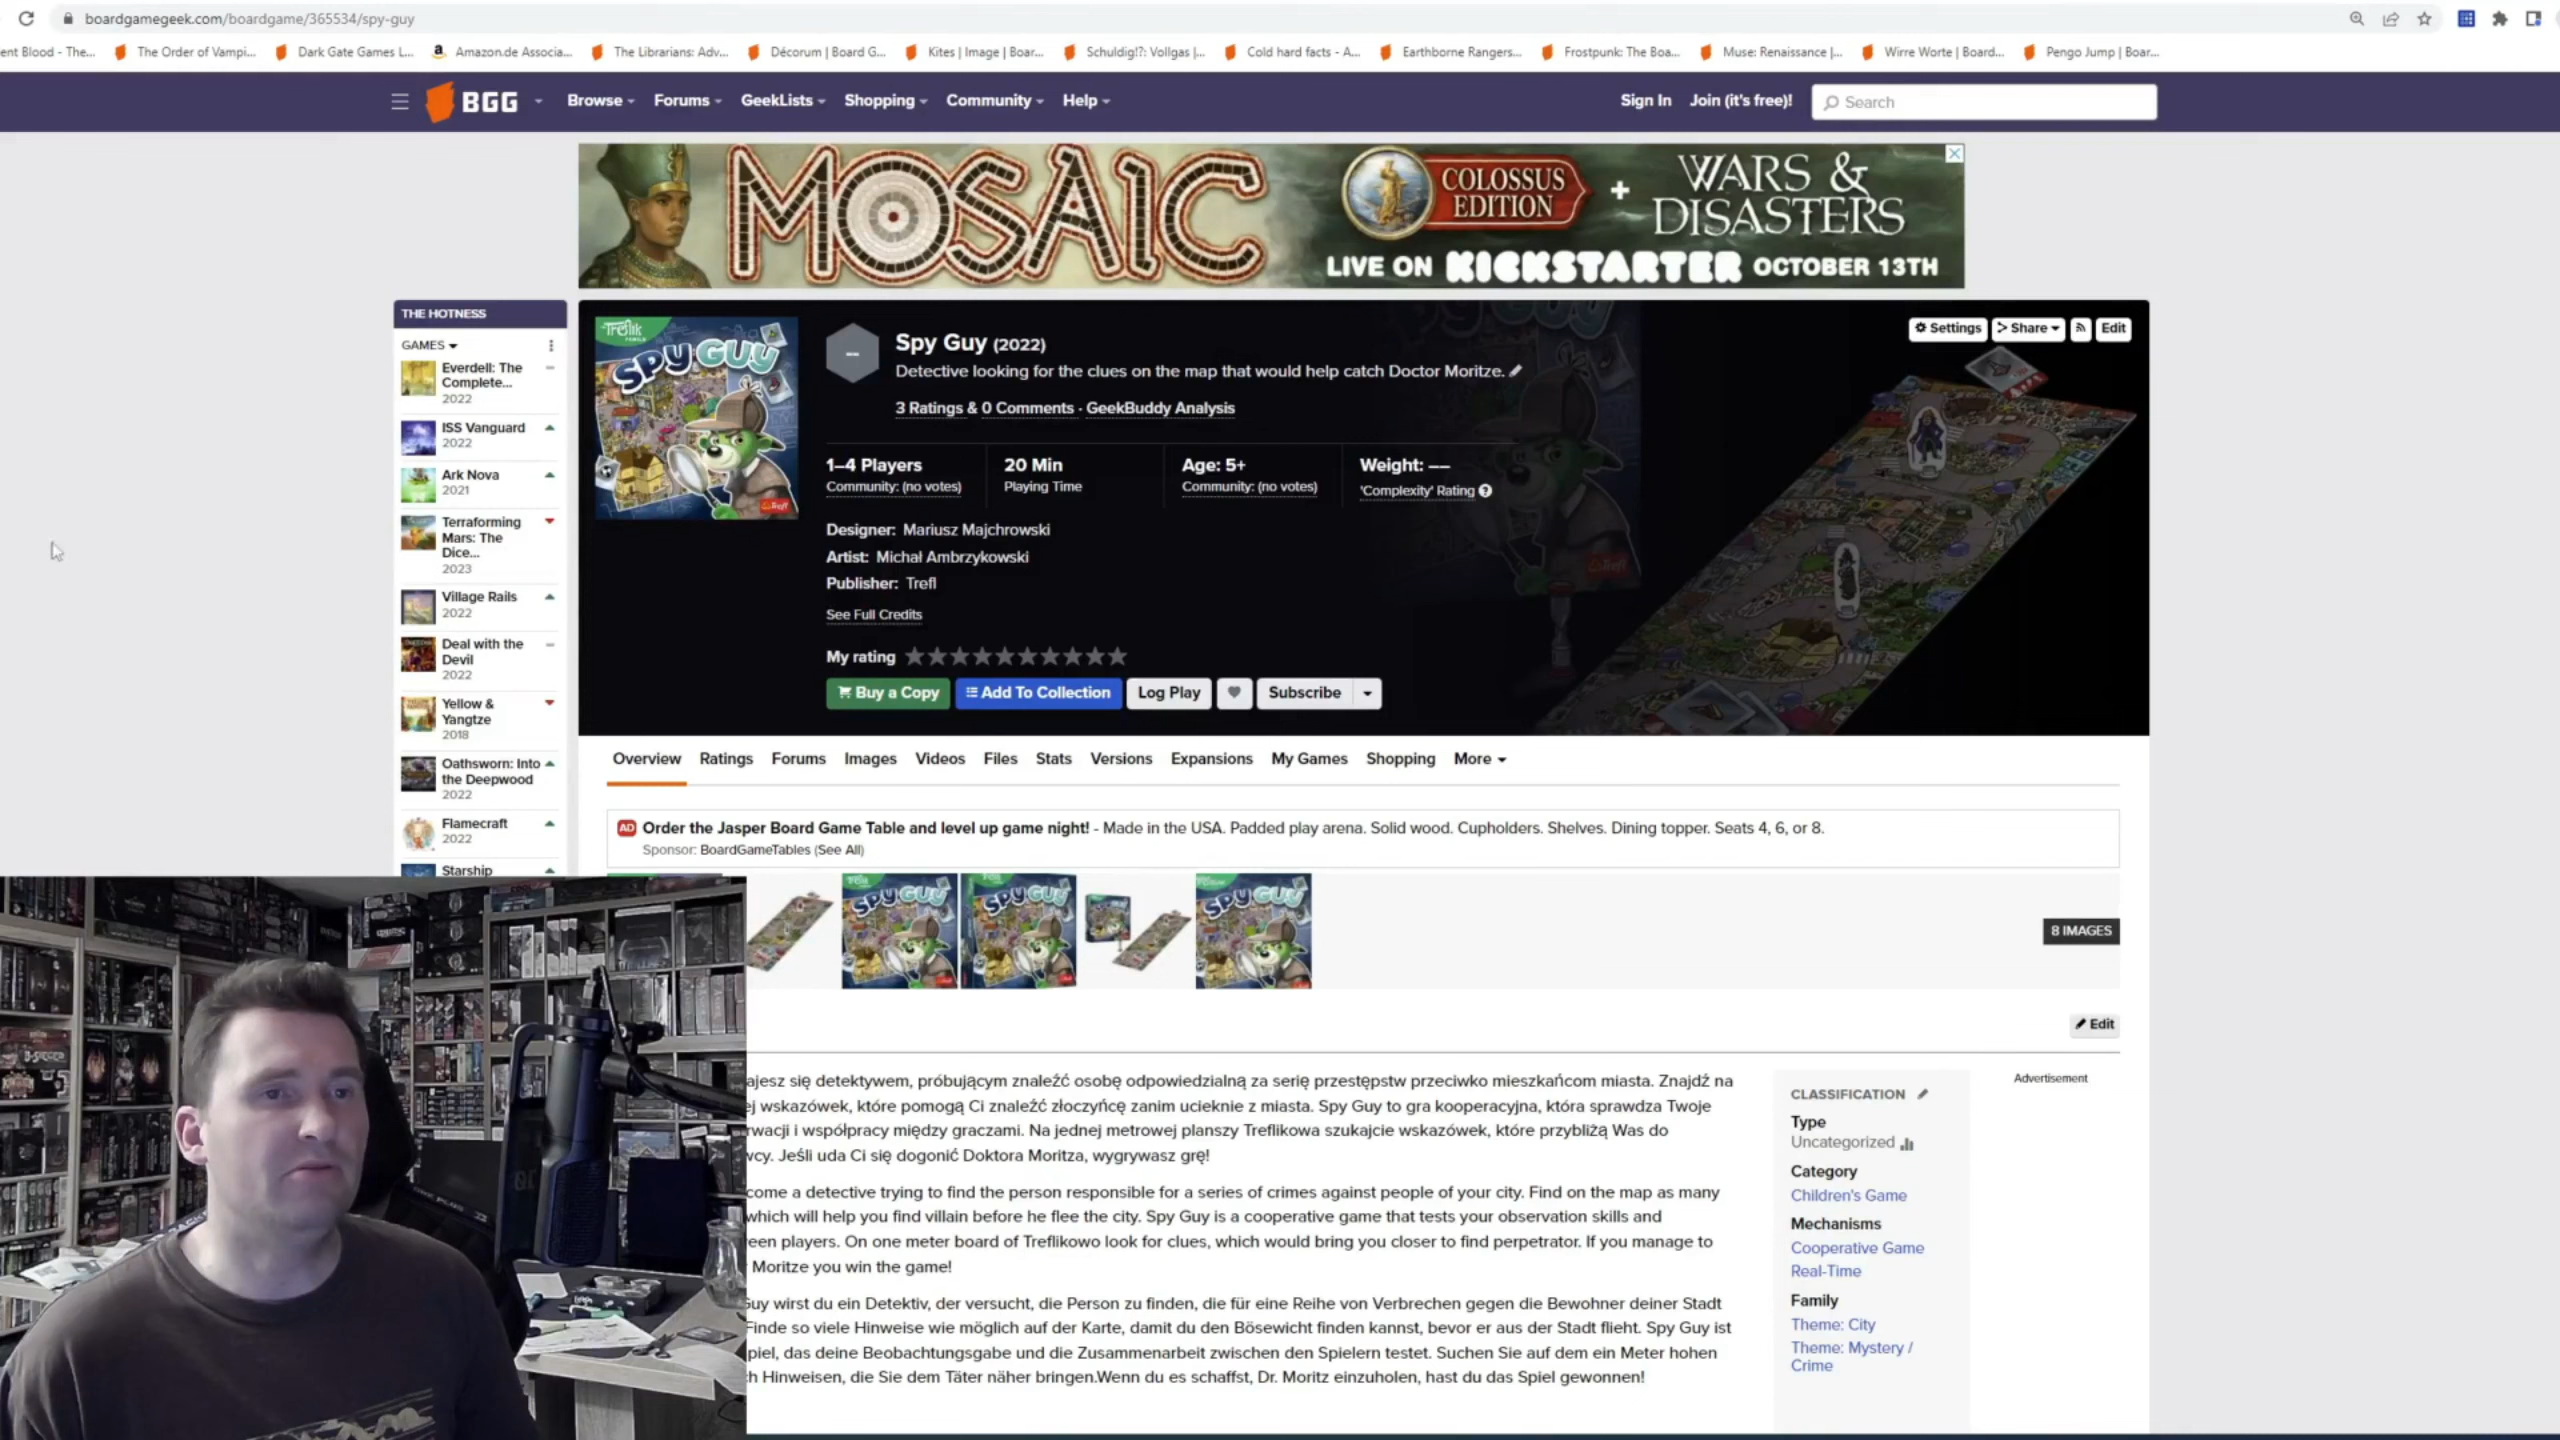 boardgamegeek.com/boardgame/365534/spy-guy
ent Blood - The... The Order of Vampi... Dark Gate Games L... Amazon.de Associa... The Librarians: Adv... Décorum | Board G... Kites | Image | Boar... Schuldig!?: Vollgas |... Cold hard facts - A... Earthborne Rangers... Frostpunk: The Boa... Muse: Renaissance |... Wirre Worte | Board... Pengo Jump | Boar...
BGG Browse Forums GeekLists Shopping Community Help Sign In Join (it's free)! Search
MOSAIC COLOSSUS EDITION + WARS & DISASTERS
LIVE ON KICKSTARTER OCTOBER 13TH
THE HOTNESS
GAMES
Everdell: The
Complete...
2022
ISS Vanguard
2022
Ark Nova
2021
Terraforming
Mars: The
Dice...
2023
Village Rails
2022
Deal with the
Devil
2022
Yellow &
Yangtze
2018
Oathsworn: Into
the Deepwood
2022
Flamecraft
2022
Starship
Trefik
SPY GUY
Trefl
--
Spy Guy (2022)
Settings Share Edit
Detective looking for the clues on the map that would help catch Doctor Moritze.
3 Ratings & 0 Comments · GeekBuddy Analysis
1–4 Players 20 Min Age: 5+ Weight: —
Community: (no votes) Playing Time Community: (no votes) 'Complexity' Rating ?
Designer: Mariusz Majchrowski
Artist: Michał Ambrzykowski
Publisher: Trefl
See Full Credits
My rating
Buy a Copy Add To Collection Log Play Subscribe
Overview Ratings Forums Images Videos Files Stats Versions Expansions My Games Shopping More
AD Order the Jasper Board Game Table and level up game night! - Made in the USA. Padded play arena. Solid wood. Cupholders. Shelves. Dining topper. Seats 4, 6, or 8.
Sponsor: BoardGameTables (See All)
SPY GUY SPY GUY SPY GUY
8 IMAGES
Edit
ajesz się detektywem, próbującym znaleźć osobę odpowiedzialną za serię przestępstw przeciwko mieszkańcom miasta. Znajdź na
ej wskazówek, które pomogą Ci znaleźć złoczyńcę zanim ucieknie z miasta. Spy Guy to gra kooperacyjna, która sprawdza Twoje
rwacji i współpracy między graczami. Na jednej metrowej planszy Treflikowa szukajcie wskazówek, które przybliżą Was do
wcy. Jeśli uda Ci się dogonić Doktora Moritza, wygrywasz grę!
come a detective trying to find the person responsible for a series of crimes against people of your city. Find on the map as many
which will help you find villain before he flee the city. Spy Guy is a cooperative game that tests your observation skills and
een players. On one meter board of Treflikowo look for clues, which would bring you closer to find perpetrator. If you manage to
Moritze you win the game!
Guy wirst du ein Detektiv, der versucht, die Person zu finden, die für eine Reihe von Verbrechen gegen die Bewohner deiner Stadt
Finde so viele Hinweise wie möglich auf der Karte, damit du den Bösewicht finden kannst, bevor er aus der Stadt flieht. Spy Guy ist
piel, das deine Beobachtungsgabe und die Zusammenarbeit zwischen den Spielern testet. Suchen Sie auf dem ein Meter hohen
h Hinweisen, die Sie dem Täter näher bringen.Wenn du es schaffst, Dr. Moritz einzuholen, hast du das Spiel gewonnen!
CLASSIFICATION
Type
Uncategorized
Category
Children's Game
Mechanisms
Cooperative Game
Real-Time
Family
Theme: City
Theme: Mystery /
Crime
Advertisement